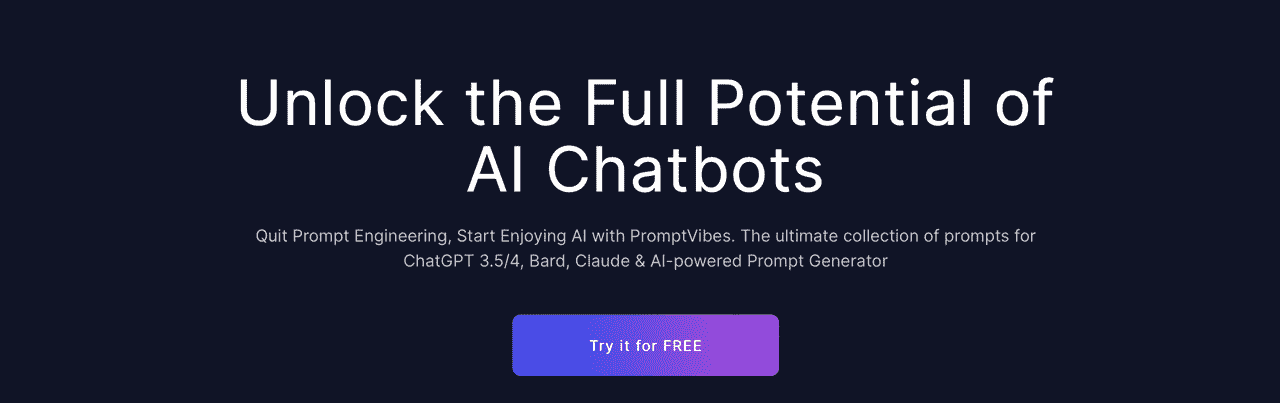 Unlock the Full Potential of
AI Chatbots
Quit Prompt Engineering, Start Enjoying AI with PromptVibes. The ultimate collection of prompts for
ChatGPT 3.5/4, Bard, Claude & AI-powered Prompt Generator
Try it for FREE